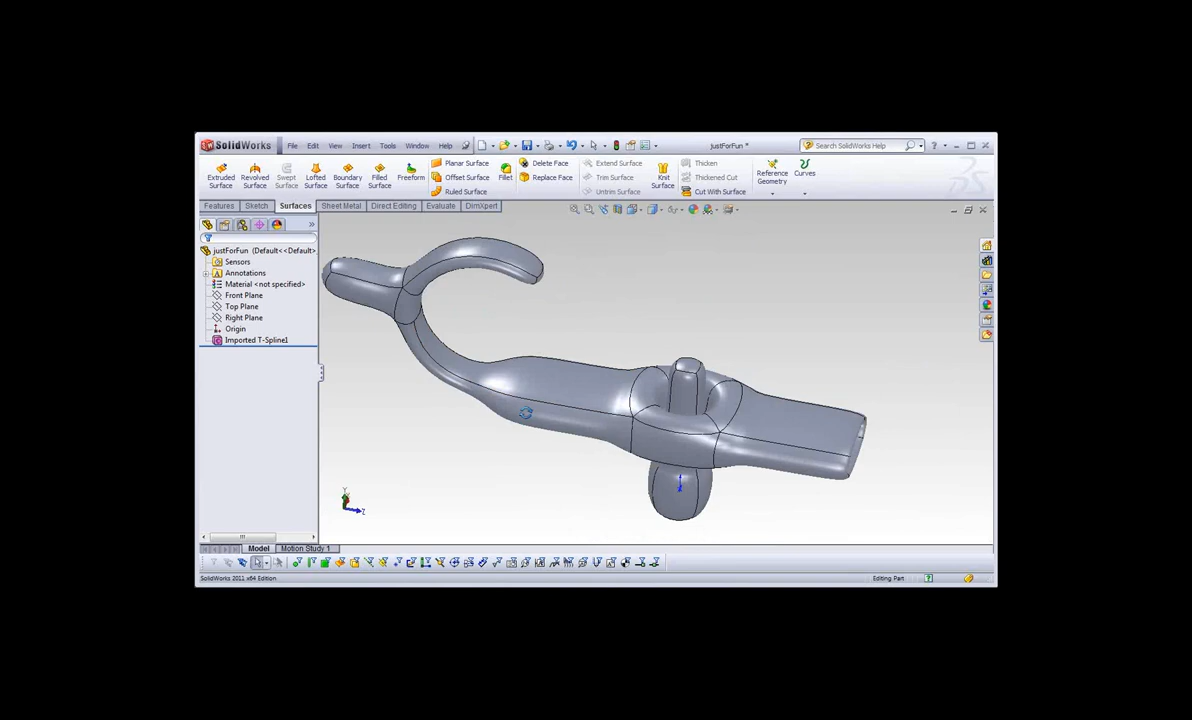 SolidWorks File Edit View Insert Tools Window Help justForFun * Search SolidWorks Help
Extruded Surface
Revolved Surface
Swept Surface
Lofted Surface
Boundary Surface
Filled Surface
Freeform
Planar Surface
Offset Surface
Ruled Surface
Fillet
Delete Face
Replace Face
Extend Surface
Trim Surface
Untrim Surface
Knit Surface
Thicken
Thickened Cut
Cut With Surface
Reference Geometry
Curves
Features Sketch Surfaces Sheet Metal Direct Editing Evaluate DimXpert
justForFun (Default<<Default>
Sensors
Annotations
Material <not specified>
Front Plane
Top Plane
Right Plane
Origin
Imported T-Spline1
Y
Z
Model Motion Study 1
SolidWorks 2011 x64 Edition Editing Part